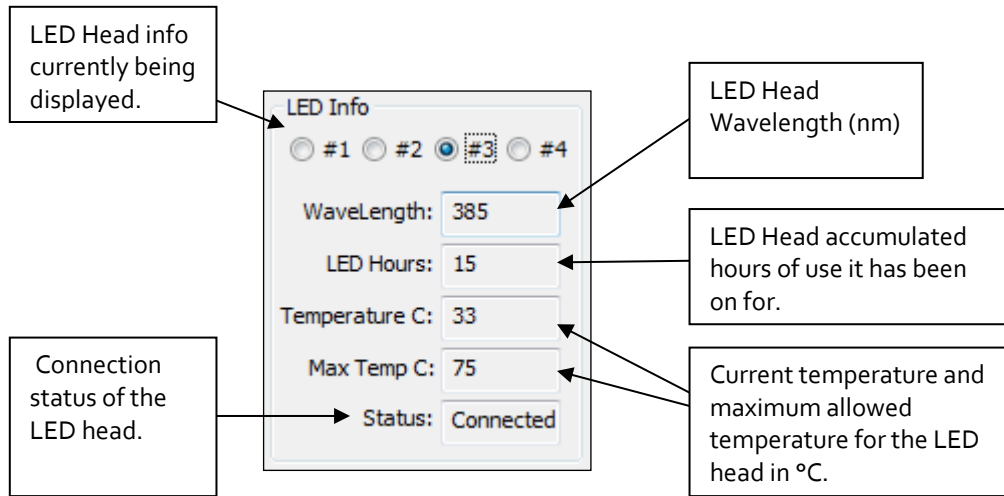 LED Head info
currently being
displayed.
LED Info
#1 #2 #3 #4
WaveLength: 385
LED Hours: 15
Temperature C: 33
Max Temp C: 75
Status: Connected
Connection
status of the
LED head.
LED Head
Wavelength (nm)
LED Head accumulated
hours of use it has been
on for.
Current temperature and
maximum allowed
temperature for the LED
head in °C.